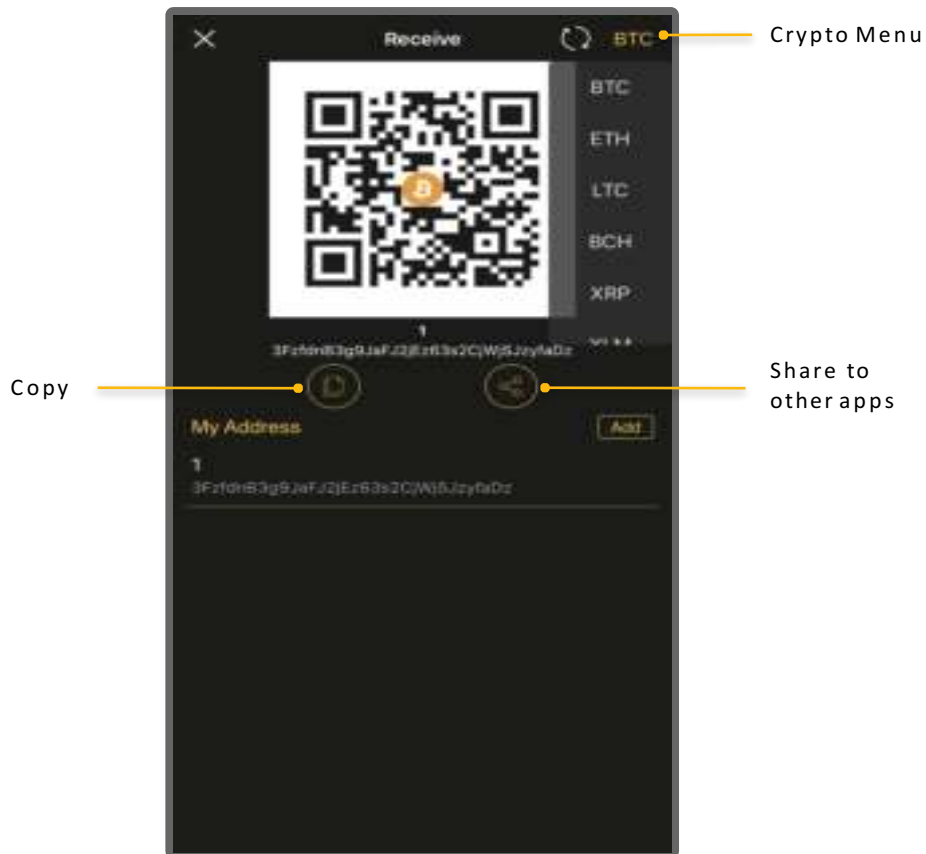 Receive
BTC
Crypto Menu
BTC
ETH
LTC
BCH
XRP
XLM
1
Copy
Share to
other apps
My Address
Add
1